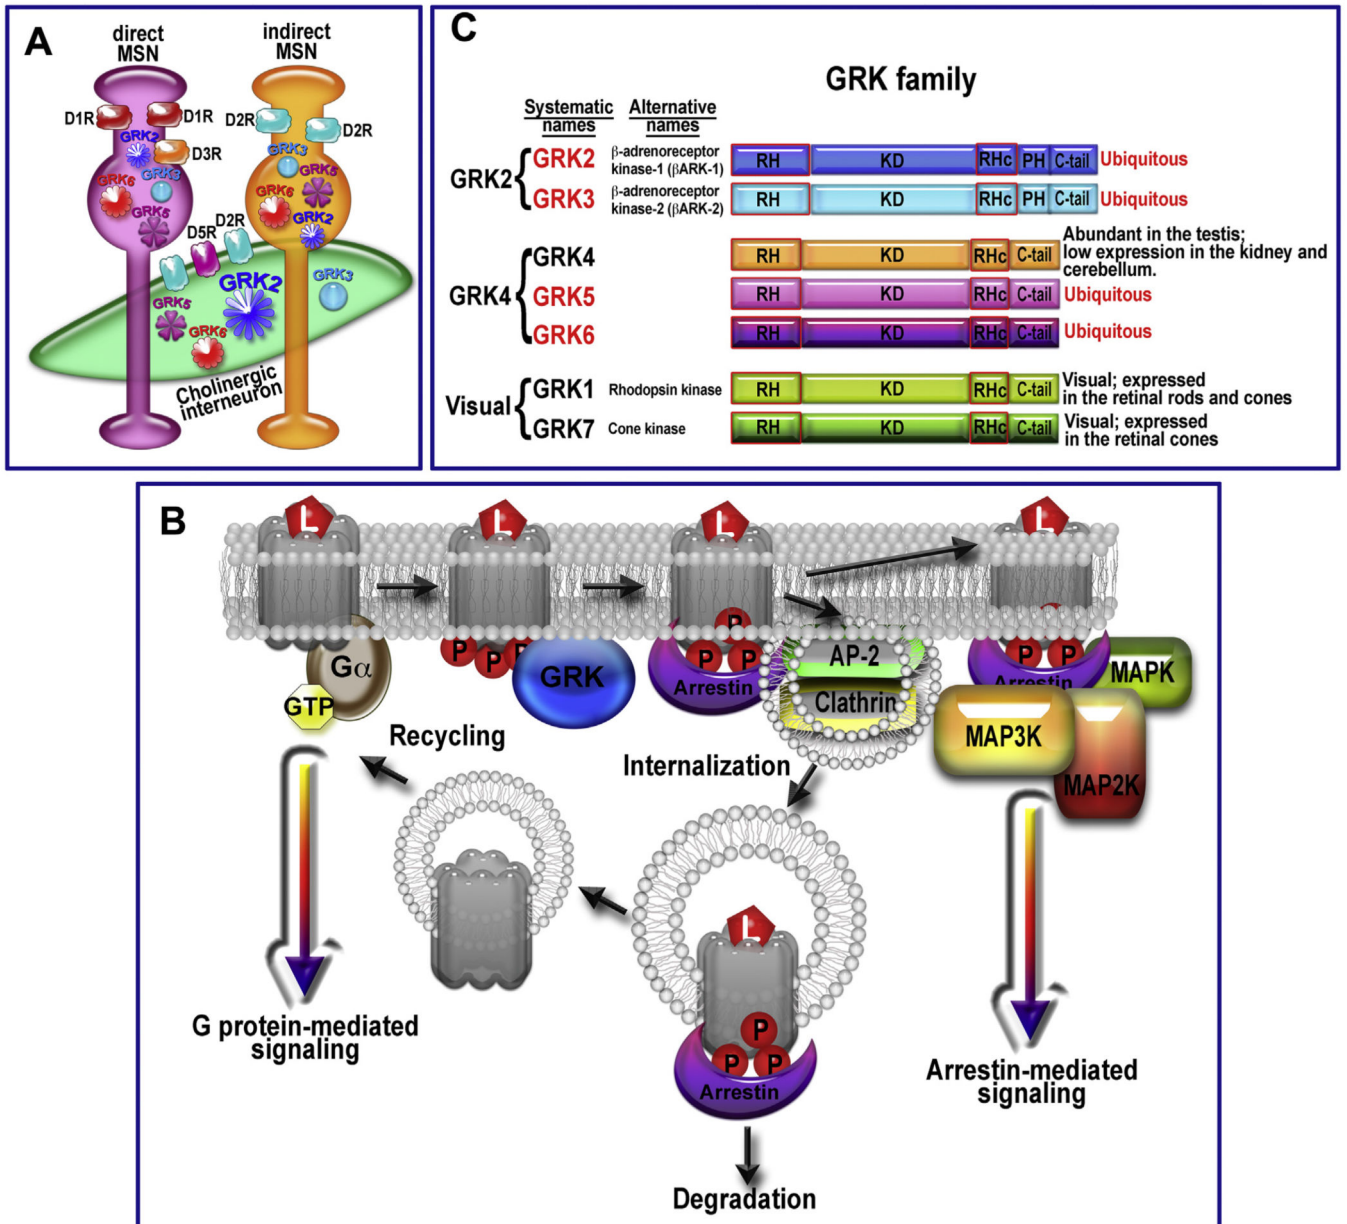 A
direct
MSN
indirect
MSN
D1R
D1R
D2R
D2R
GRK2
D3R
GRK3
GRK6
GRK3
GRK5
GRK6
GRK5
GRK2
D5R
D2R
GRK2
GRK3
GRK5
GRK6
Cholinergic
interneuron
C
GRK family
Systematic
names
Alternative
names
GRK2
GRK2
β-adrenoreceptor
kinase-1 (βARK-1)
RH KD RHc PH C-tail
Ubiquitous
GRK3
β-adrenoreceptor
kinase-2 (βARK-2)
RH KD RHc PH C-tail
Ubiquitous
GRK4
GRK4
RH KD RHc C-tail
Abundant in the testis;
low expression in the kidney and
cerebellum.
GRK5
RH KD RHc C-tail
Ubiquitous
GRK6
RH KD RHc C-tail
Ubiquitous
Visual
GRK1
Rhodopsin kinase
RH KD RHc C-tail
Visual; expressed
in the retinal rods and cones
GRK7
Cone kinase
RH KD RHc C-tail
Visual; expressed
in the retinal cones
B
L
L
L
L
Gα
GTP
P P P
GRK
P
P P
Arrestin
AP-2
Clathrin
P P
Arrestin
MAPK
MAP3K
MAP2K
Recycling
Internalization
L
P
P P
Arrestin
G protein-mediated
signaling
Arrestin-mediated
signaling
Degradation